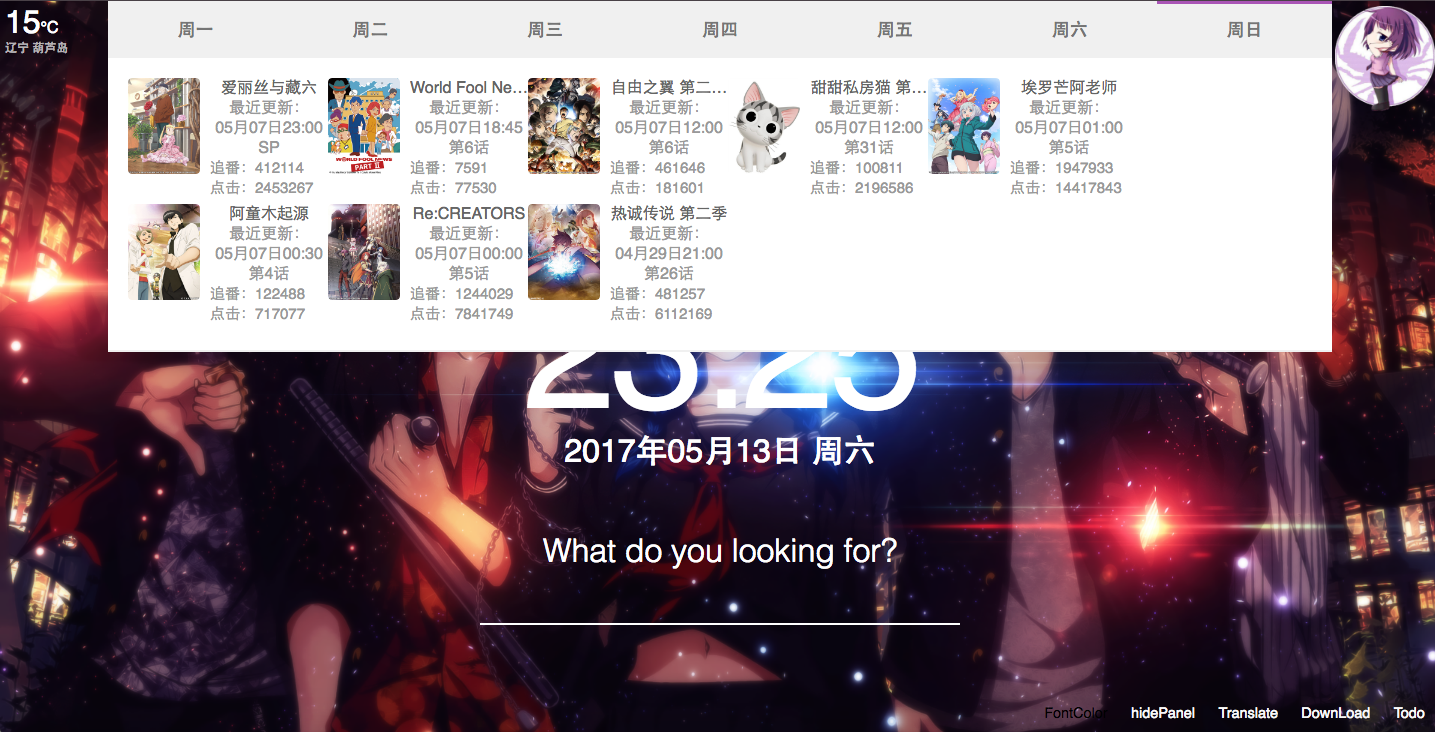 15℃
辽宁 葫芦岛
周一 周二 周三 周四 周五 周六 周日
爱丽丝与藏六
最近更新：
05月07日23:00
SP
追番：412114
点击：2453267
World Fool Ne...
最近更新：
05月07日18:45
第6话
追番：7591
点击：77530
WORLD FOOL NEWS
PART II
自由之翼 第二...
最近更新：
05月07日12:00
第6话
追番：461646
点击：181601
甜甜私房猫 第...
最近更新：
05月07日12:00
第31话
追番：100811
点击：2196586
埃罗芒阿老师
最近更新：
05月07日01:00
第5话
追番：1947933
点击：14417843
阿童木起源
最近更新：
05月07日00:30
第4话
追番：122488
点击：717077
Re:CREATORS
最近更新：
05月07日00:00
第5话
追番：1244029
点击：7841749
热诚传说 第二季
最近更新：
04月29日21:00
第26话
追番：481257
点击：6112169
23:25
2017年05月13日 周六
What do you looking for?
FontColor hidePanel Translate DownLoad Todo